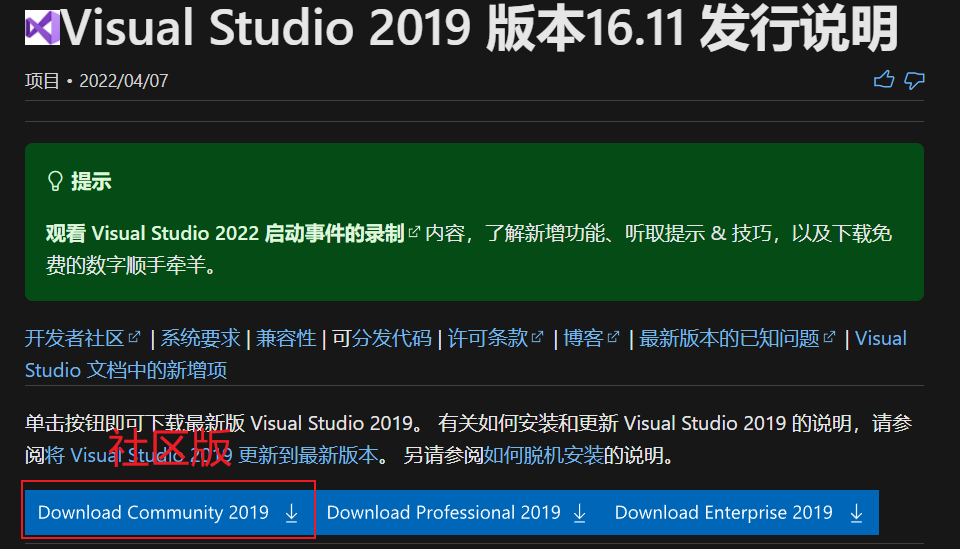 Visual Studio 2019 版本16.11 发行说明
项目 • 2022/04/07
提示
观看 Visual Studio 2022 启动事件的录制 内容，了解新增功能、听取提示 & 技巧，以及下载免
费的数字顺手牵羊。
开发者社区 | 系统要求 | 兼容性 | 可分发代码 | 许可条款 | 博客 | 最新版本的已知问题 | Visual
Studio 文档中的新增项
单击按钮即可下载最新版 Visual Studio 2019。 有关如何安装和更新 Visual Studio 2019 的说明，请参
阅将 Visual Studio 2019 更新到最新版本。 另请参阅如何脱机安装的说明。
社区版
Download Community 2019 Download Professional 2019 Download Enterprise 2019